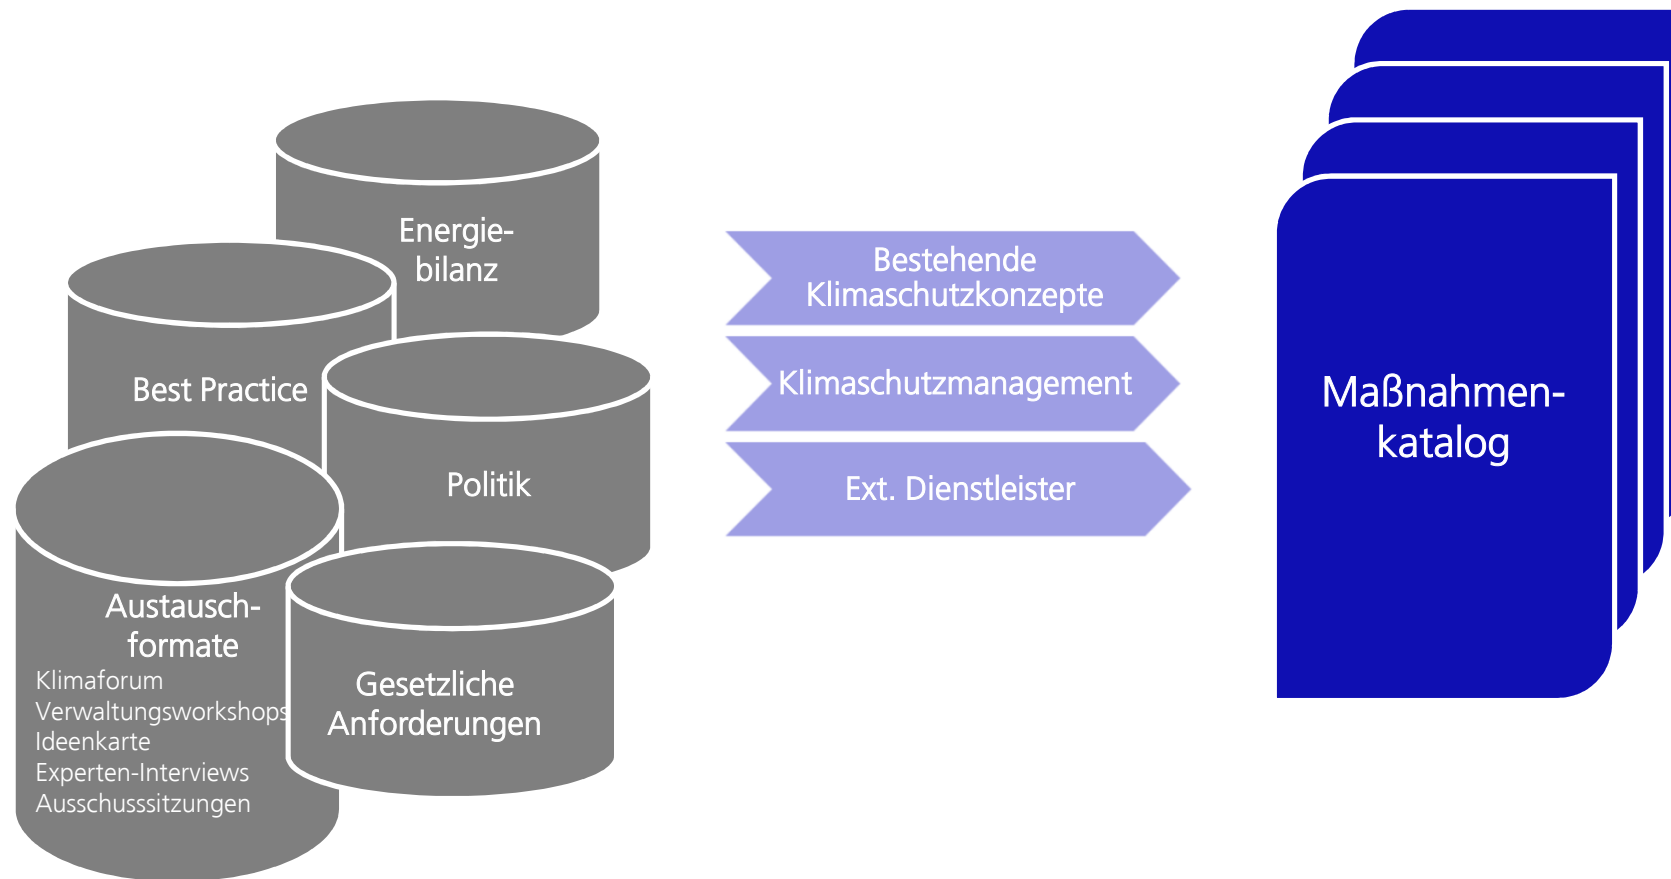 Energie-
bilanz
Best Practice
Politik
Austausch-
formate
Klimaforum
Verwaltungsworkshops
Ideenkarte
Experten-Interviews
Ausschusssitzungen
Gesetzliche
Anforderungen
Bestehende
Klimaschutzkonzepte
Klimaschutzmanagement
Ext. Dienstleister
Maßnahmen-
katalog